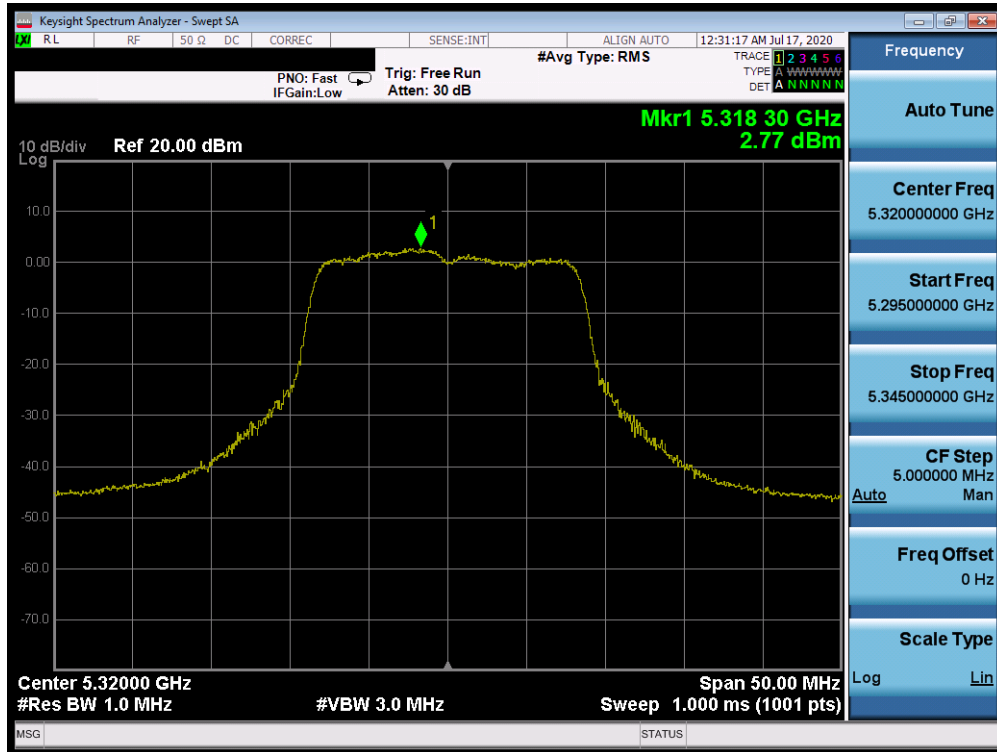 Keysight Spectrum Analyzer - Swept SA
LXI RL RF 50 Ω DC CORREC SENSE:INT ALIGN AUTO 12:31:17 AM Jul 17, 2020
PNO: Fast
IFGain:Low
Trig: Free Run
Atten: 30 dB
#Avg Type: RMS
TRACE 1 2 3 4 5 6
TYPE A WWWWW
DET A N N N N N
Mkr1 5.318 30 GHz
2.77 dBm
10 dB/div Ref 20.00 dBm
Log
10.0
0.00
-10.0
-20.0
-30.0
-40.0
-50.0
-60.0
-70.0
1
Center 5.32000 GHz Span 50.00 MHz
#Res BW 1.0 MHz #VBW 3.0 MHz Sweep 1.000 ms (1001 pts)
MSG STATUS
Frequency
Auto Tune
Center Freq
5.320000000 GHz
Start Freq
5.295000000 GHz
Stop Freq
5.345000000 GHz
CF Step
5.000000 MHz
Auto Man
Freq Offset
0 Hz
Scale Type
Log Lin